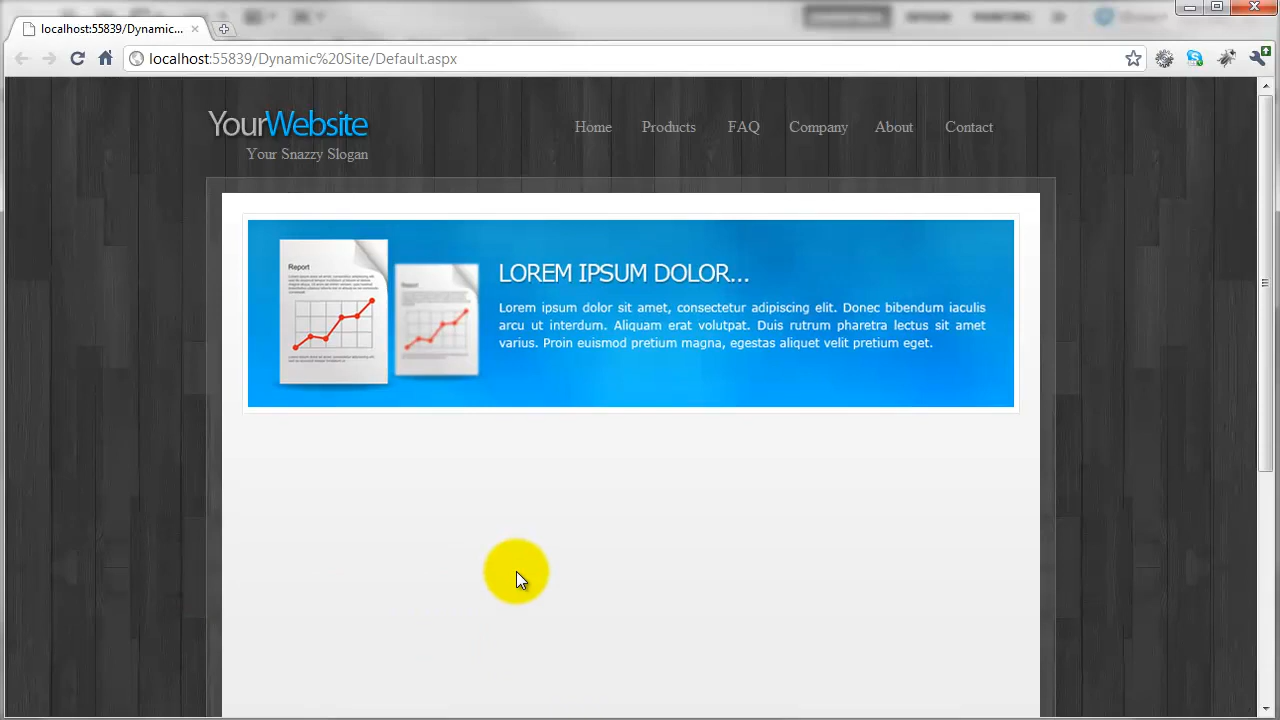 localhost:55839/Dynamic...
localhost:55839/Dynamic%20Site/Default.aspx
YourWebsite
Your Snazzy Slogan
Home Products FAQ Company About Contact
Report
LOREM IPSUM DOLOR...
Lorem ipsum dolor sit amet, consectetur adipiscing elit. Donec bibendum iaculis
arcu ut interdum. Aliquam erat volutpat. Duis rutrum pharetra lectus sit amet
varius. Proin euismod pretium magna, egestas aliquet velit pretium eget.